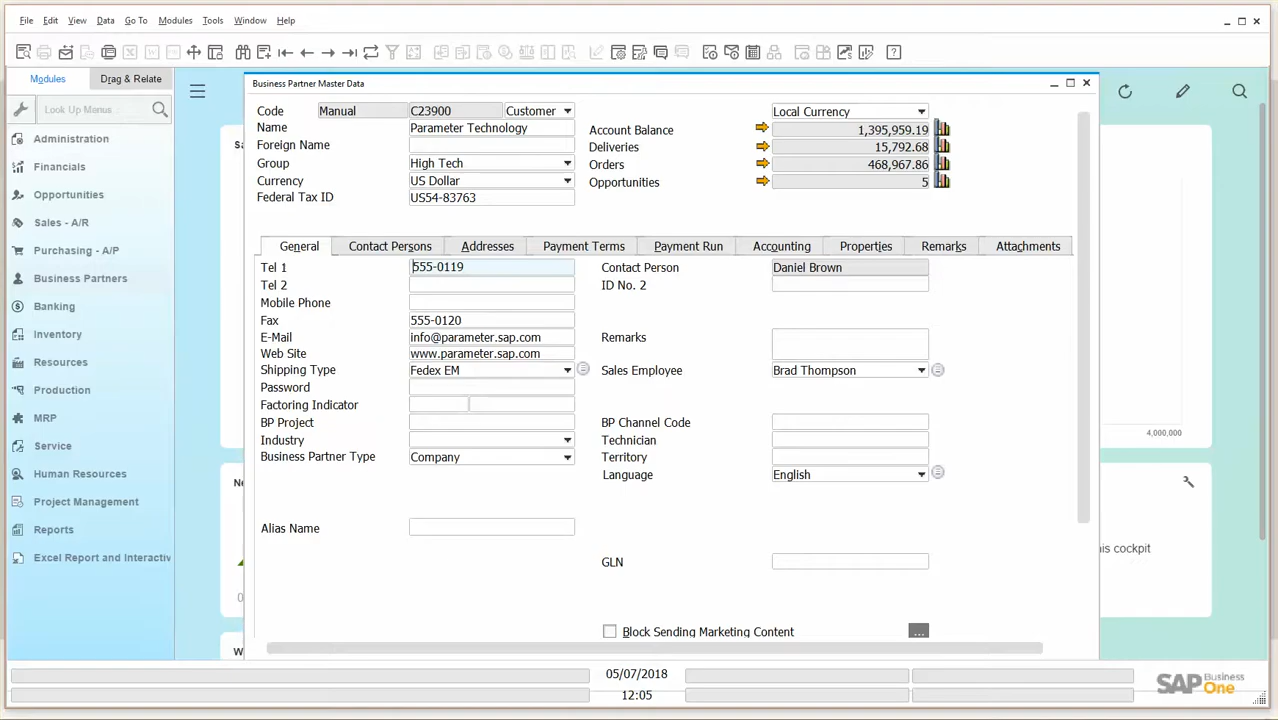 File Edit View Data Go To Modules Tools Window Help
Modules Drag & Relate
Look Up Menus...
Administration
Financials
Opportunities
Sales - A/R
Purchasing - A/P
Business Partners
Banking
Inventory
Resources
Production
MRP
Service
Human Resources
Project Management
Reports
Excel Report and Interactiv
Business Partner Master Data
Code Manual C23900 Customer Local Currency
Name Parameter Technology
Account Balance 1,395,959.19
Foreign Name
Deliveries 15,792.68
Group High Tech
Orders 468,967.86
Currency US Dollar
Opportunities 5
Federal Tax ID US54-83763
General Contact Persons Addresses Payment Terms Payment Run Accounting Properties Remarks Attachments
Tel 1 555-0119 Contact Person Daniel Brown
Tel 2 ID No. 2
Mobile Phone
Fax 555-0120
E-Mail info@parameter.sap.com Remarks
Web Site www.parameter.sap.com
Shipping Type Fedex EM Sales Employee Brad Thompson
Password
Factoring Indicator
BP Project BP Channel Code
Industry Technician
Business Partner Type Company Territory
Language English
Alias Name
GLN
Block Sending Marketing Content ...
4,000,000
his cockpit
05/07/2018
12:05
SAP Business One